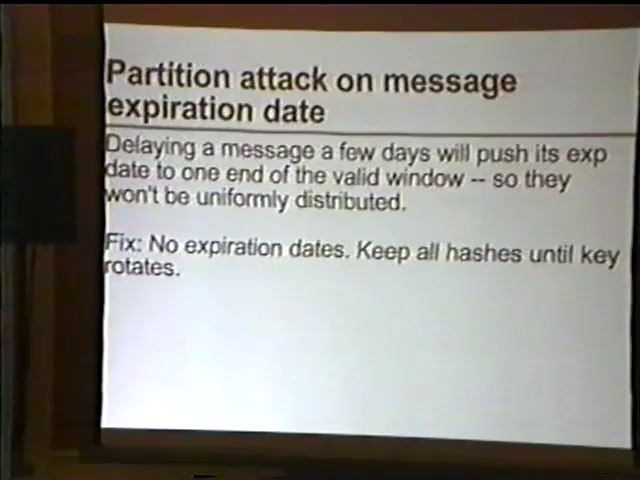 Partition attack on message
expiration date
Delaying a message a few days will push its exp
date to one end of the valid window -- so they
won't be uniformly distributed.
Fix: No expiration dates. Keep all hashes until key
rotates.